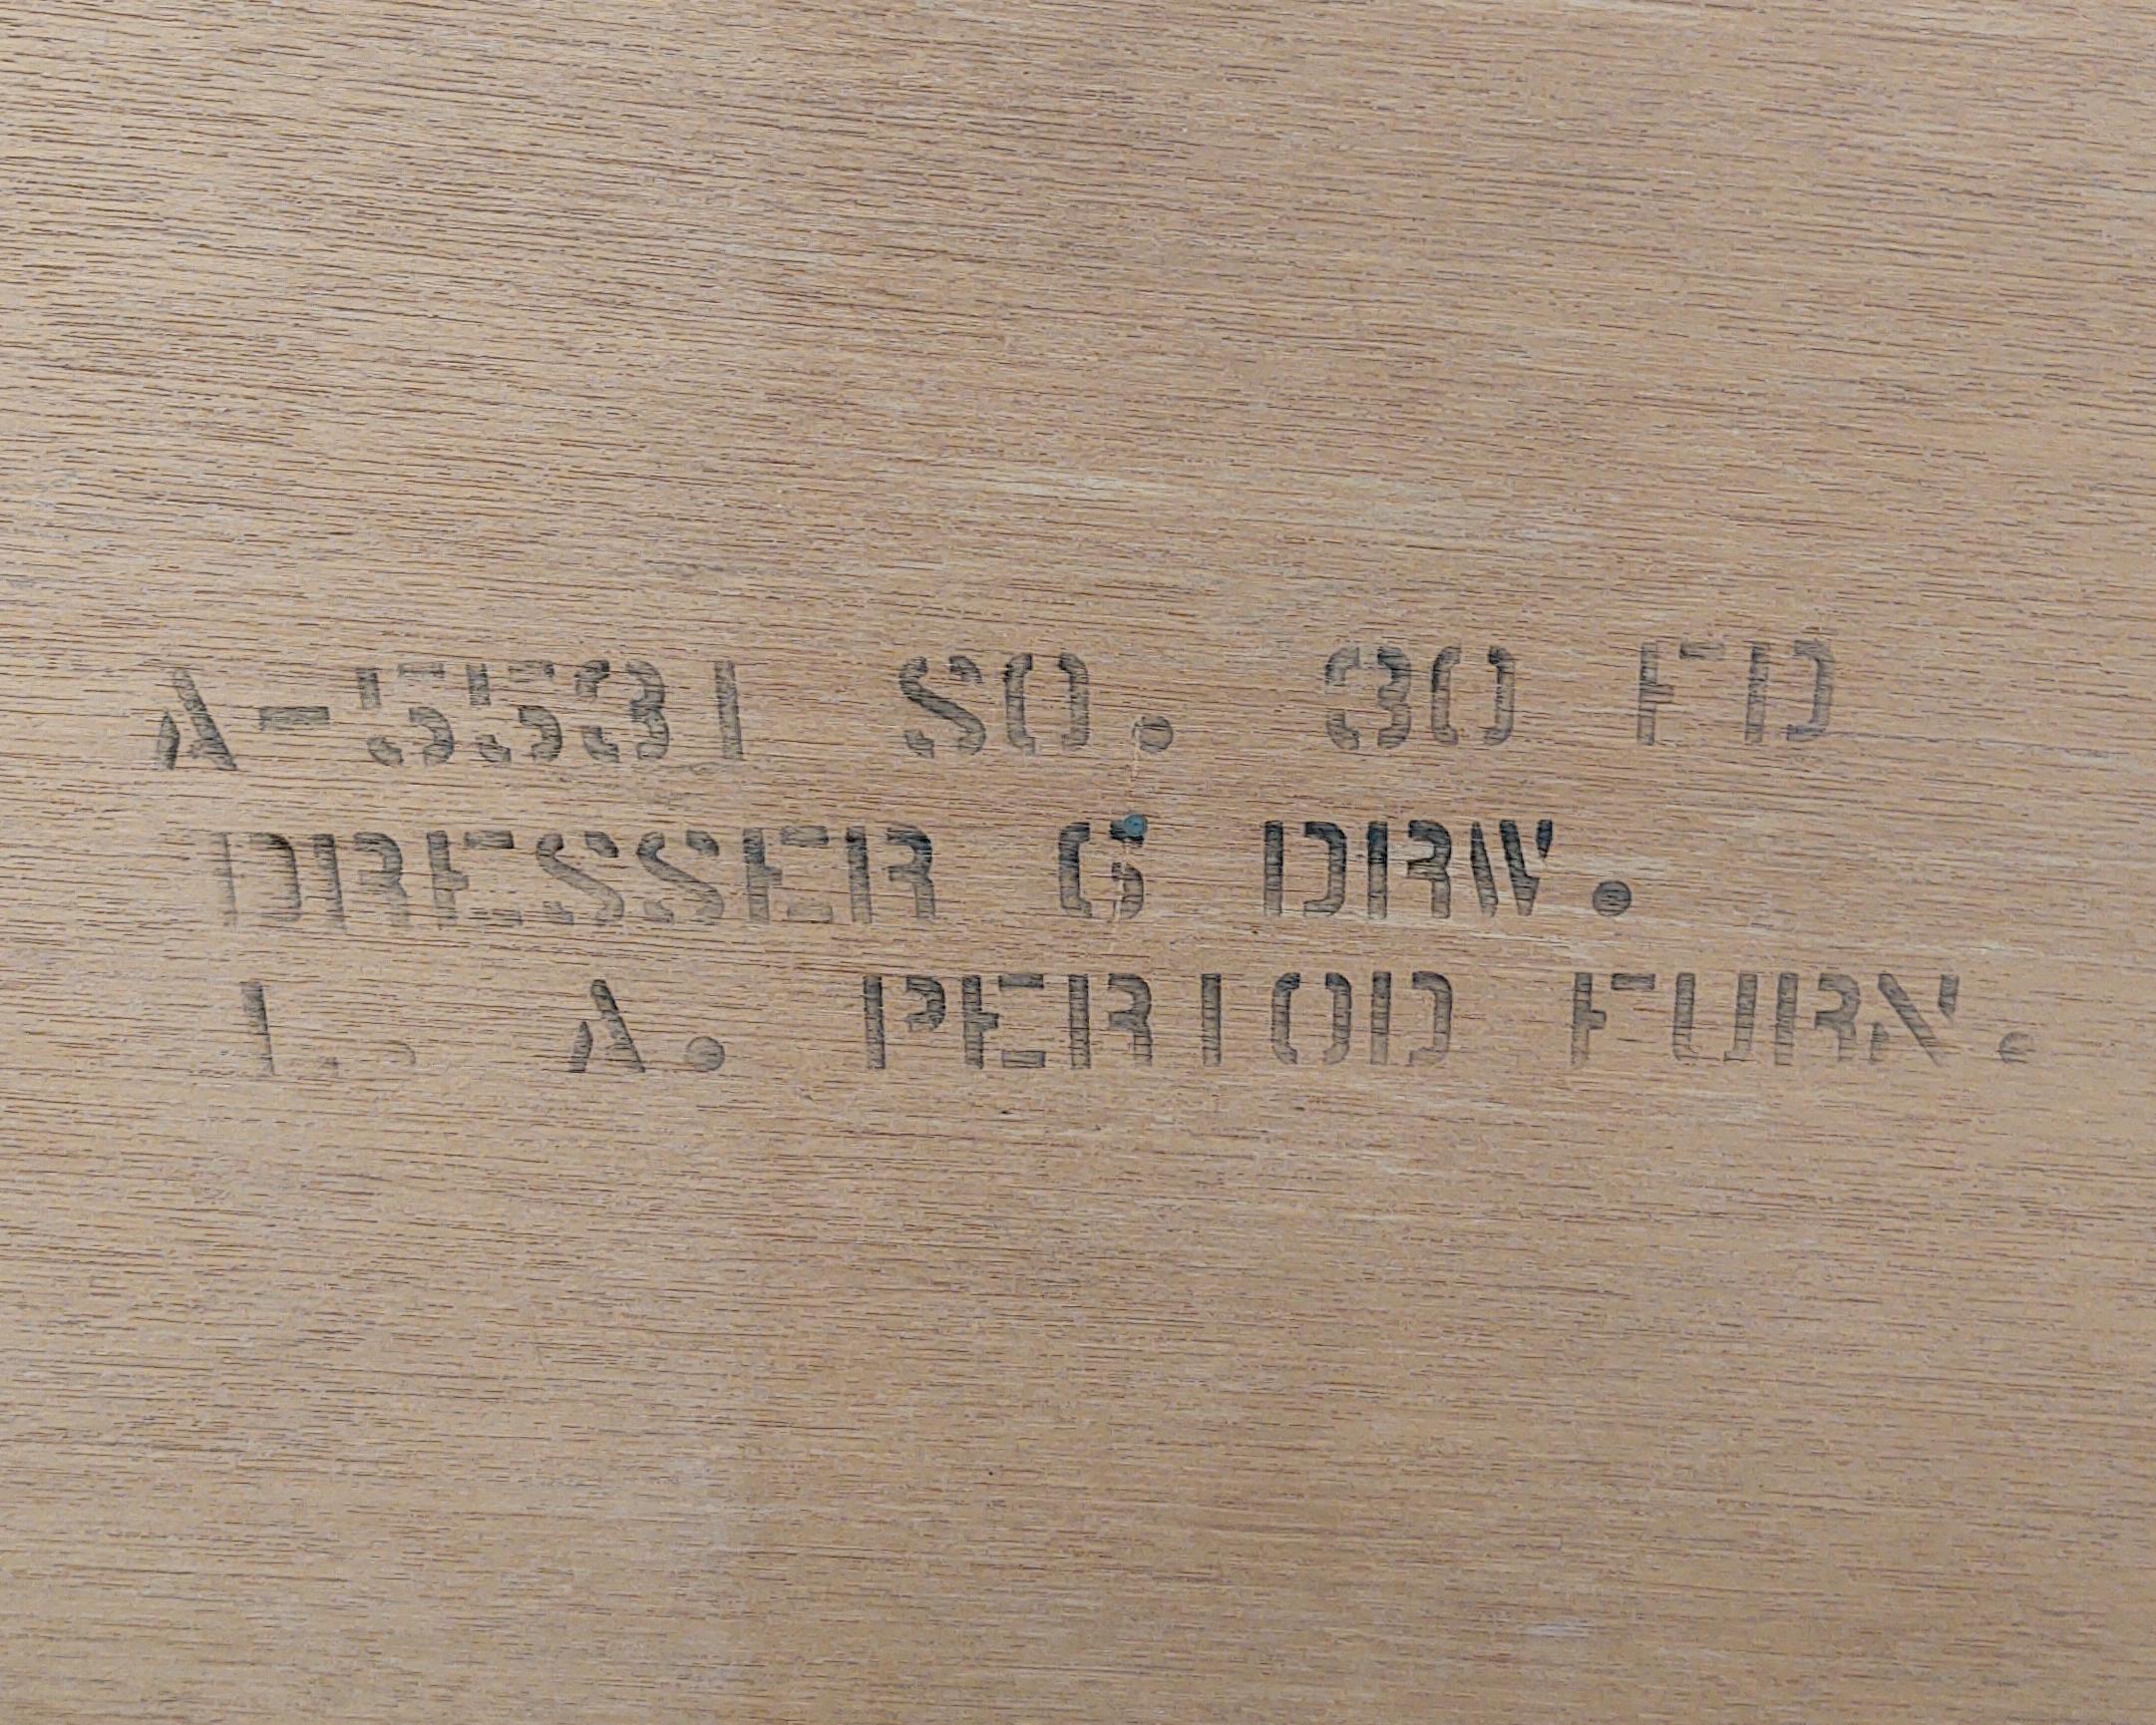 A-5531 SO. 30 FD
DRESSER 6 DRW.
L. A. PERIOD FURN.